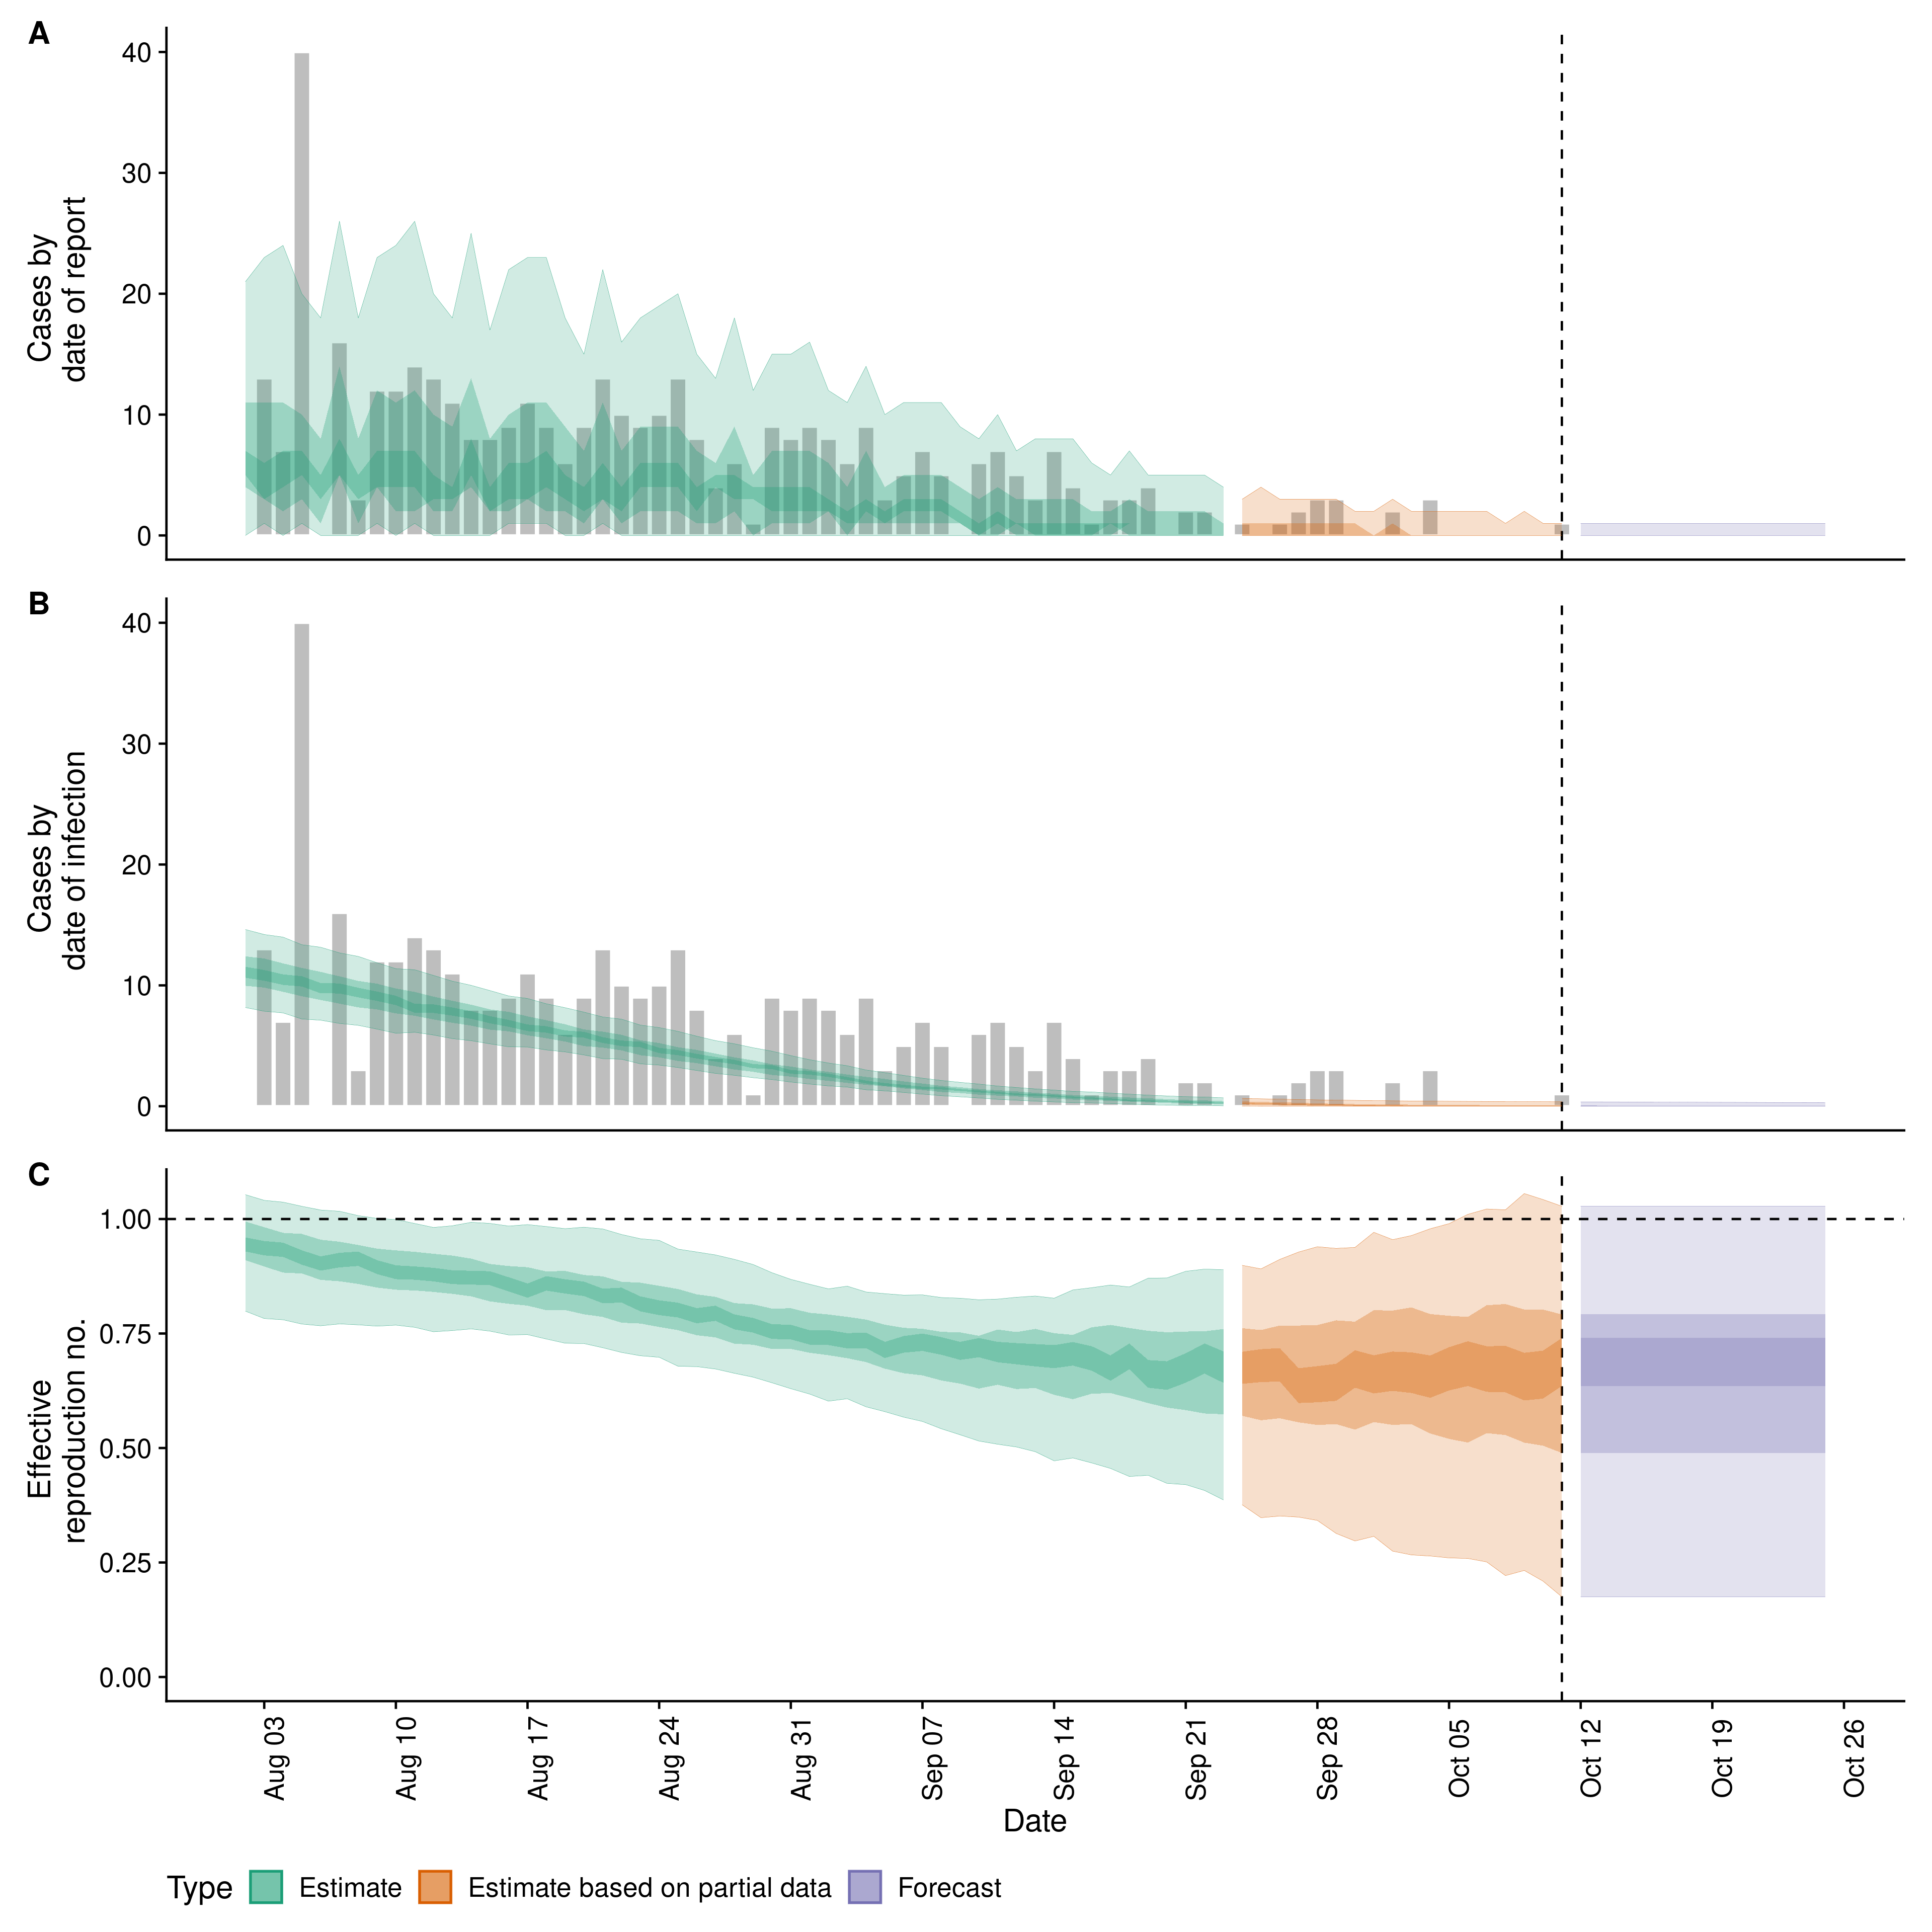 A
40
30
20
10
0
Cases by
date of report
B
40
30
20
10
0
Cases by
date of infection
C
1.00
0.75
0.50
0.25
0.00
Effective
reproduction no.
Aug 03
Aug 10
Aug 17
Aug 24
Aug 31
Sep 07
Sep 14
Sep 21
Sep 28
Oct 05
Oct 12
Oct 19
Oct 26
Date
Type Estimate Estimate based on partial data Forecast